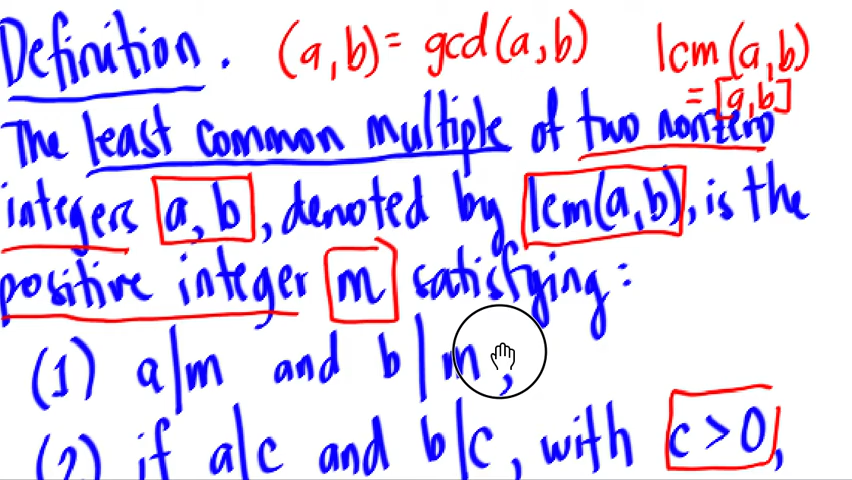 Definition. (a,b) = gcd(a,b) lcm(a,b)
= [a,b]
The least common multiple of two nonzero
integers a, b, denoted by lcm(a,b), is the
positive integer m satisfying:
(1) a|m and b|m,
(2) if a|c and b|c, with c > 0,